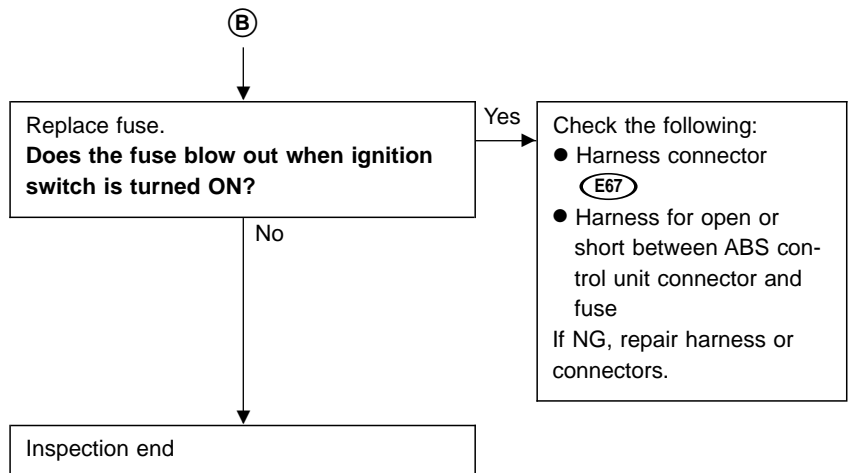 B
Replace fuse.
Does the fuse blow out when ignition
switch is turned ON?
Yes
Check the following:
● Harness connector
E67
● Harness for open or
short between ABS con-
trol unit connector and
fuse
If NG, repair harness or
connectors.
No
Inspection end